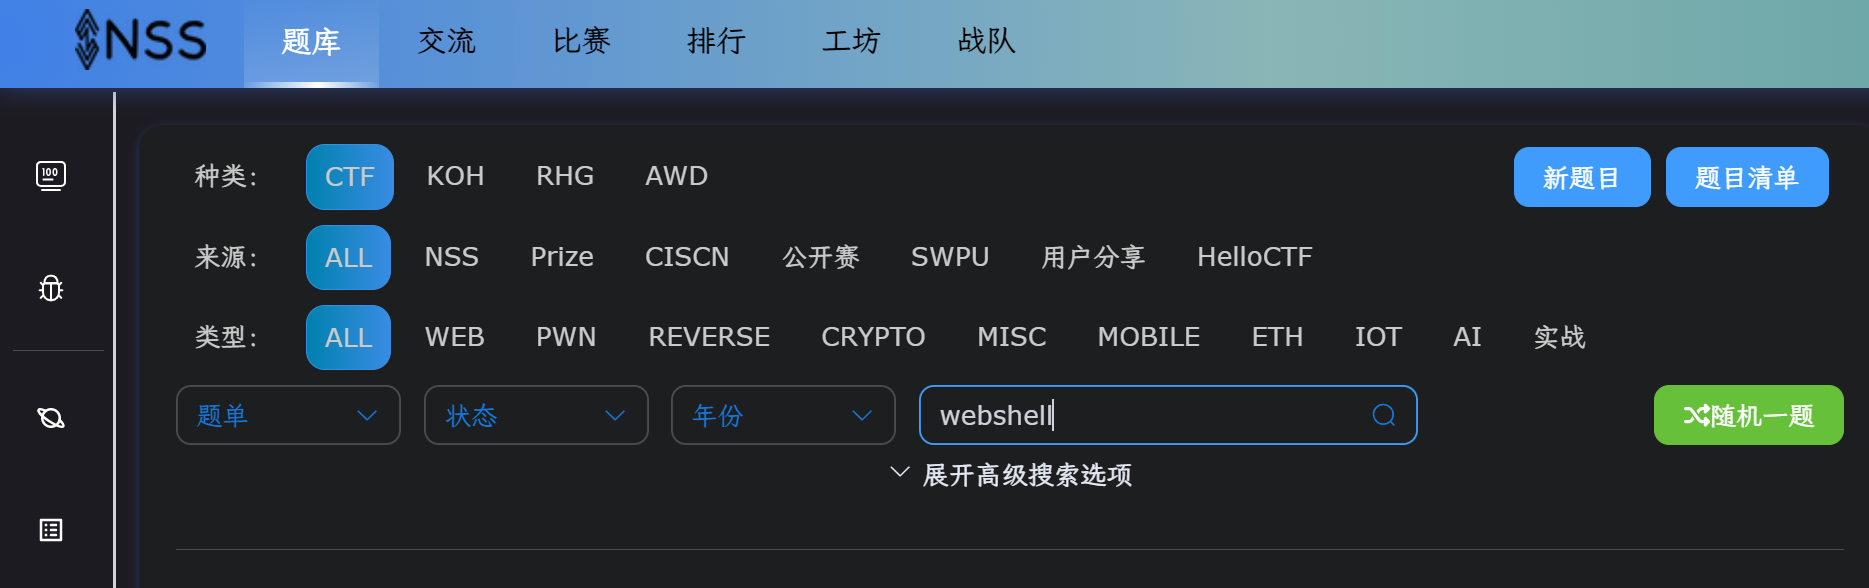 NSS 题库 交流 比赛 排行 工坊 战队
种类： CTF KOH RHG AWD 新题目 题目清单
100
来源： ALL NSS Prize CISCN 公开赛 SWPU 用户分享 HelloCTF
类型： ALL WEB PWN REVERSE CRYPTO MISC MOBILE ETH IOT AI 实战
题单 状态 年份 webshell 随机一题
展开高级搜索选项